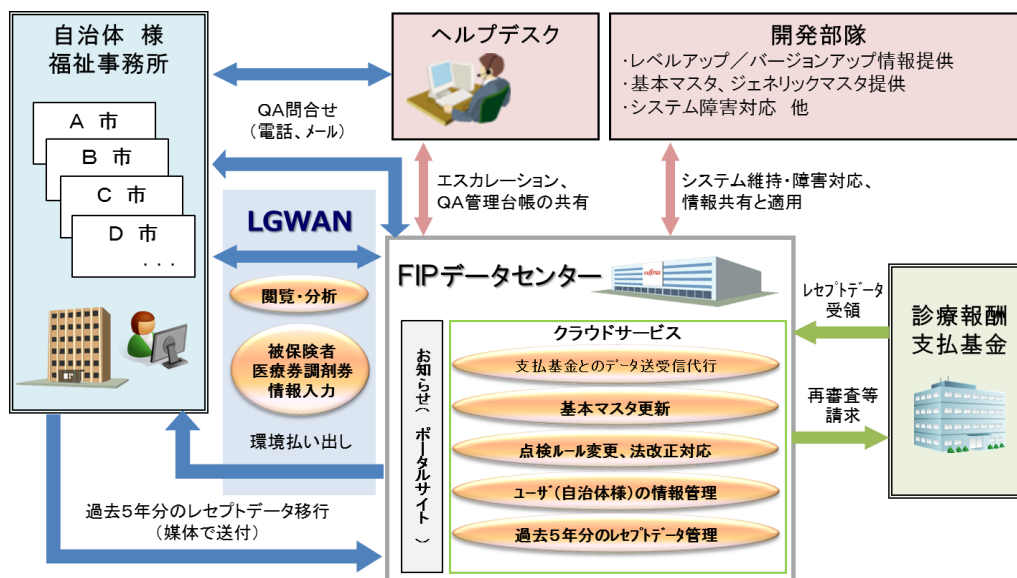 自治体 様
福祉事務所
A 市
B 市
C 市
D 市
...
QA問合せ
(電話、メール)
ヘルプデスク
開発部隊
・レベルアップ/バージョンアップ情報提供
・基本マスタ、ジェネリックマスタ提供
・システム障害対応 他
エスカレーション、
QA管理台帳の共有
システム維持・障害対応、
情報共有と適用
LGWAN
閲覧・分析
被保険者
医療券調剤券
情報入力
環境払い出し
FIPデータセンター
FUJITSU
お知らせ(ポータルサイト)
クラウドサービス
支払基金とのデータ送受信代行
基本マスタ更新
点検ルール変更、法改正対応
ユーザ(自治体様)の情報管理
過去5年分のレセプトデータ管理
レセプトデータ
受領
再審査等
請求
診療報酬
支払基金
過去5年分のレセプトデータ移行
(媒体で送付)